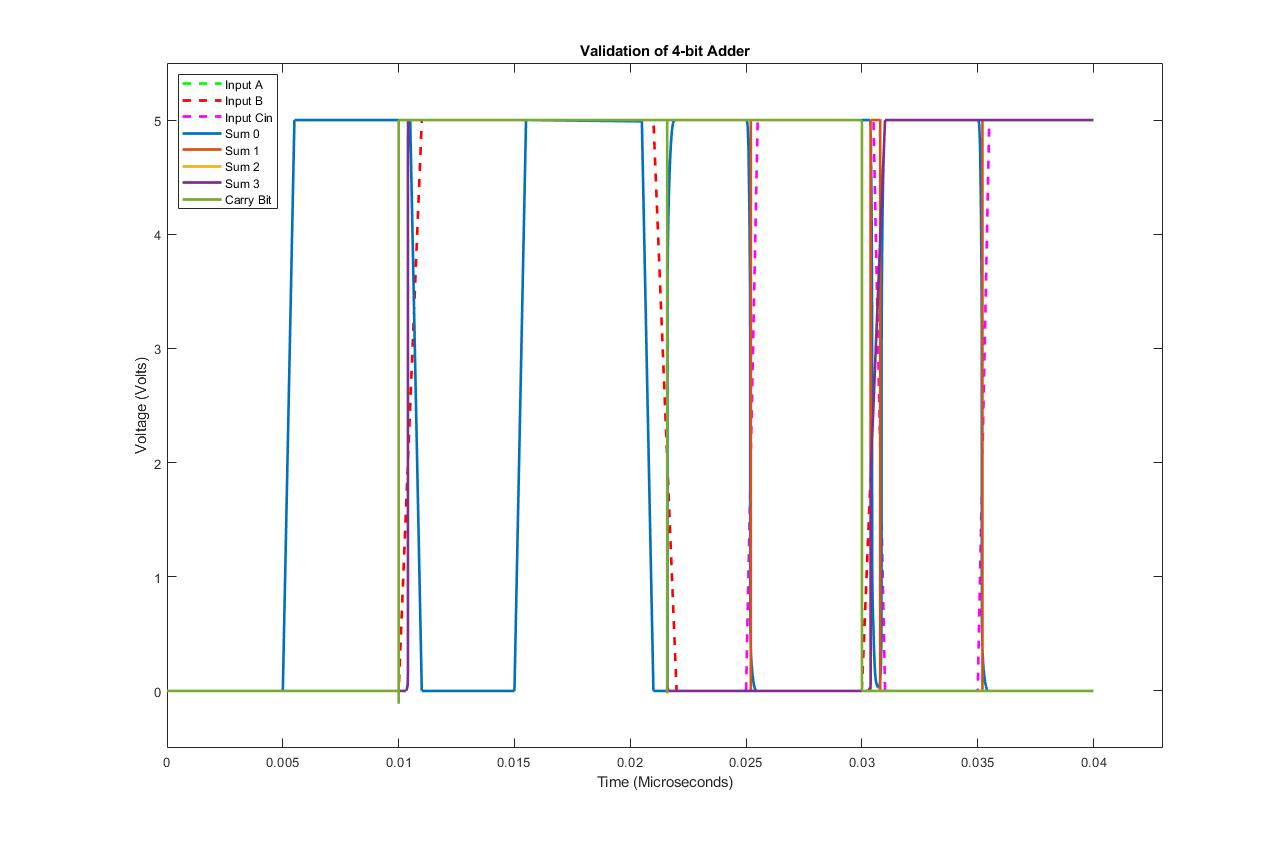 Validation of 4-bit Adder
Input A
Input B
Input Cin
Sum 0
Sum 1
Sum 2
Sum 3
Carry Bit
5
4
3
2
1
0
Voltage (Volts)
0 0.005 0.01 0.015 0.02 0.025 0.03 0.035 0.04
Time (Microseconds)